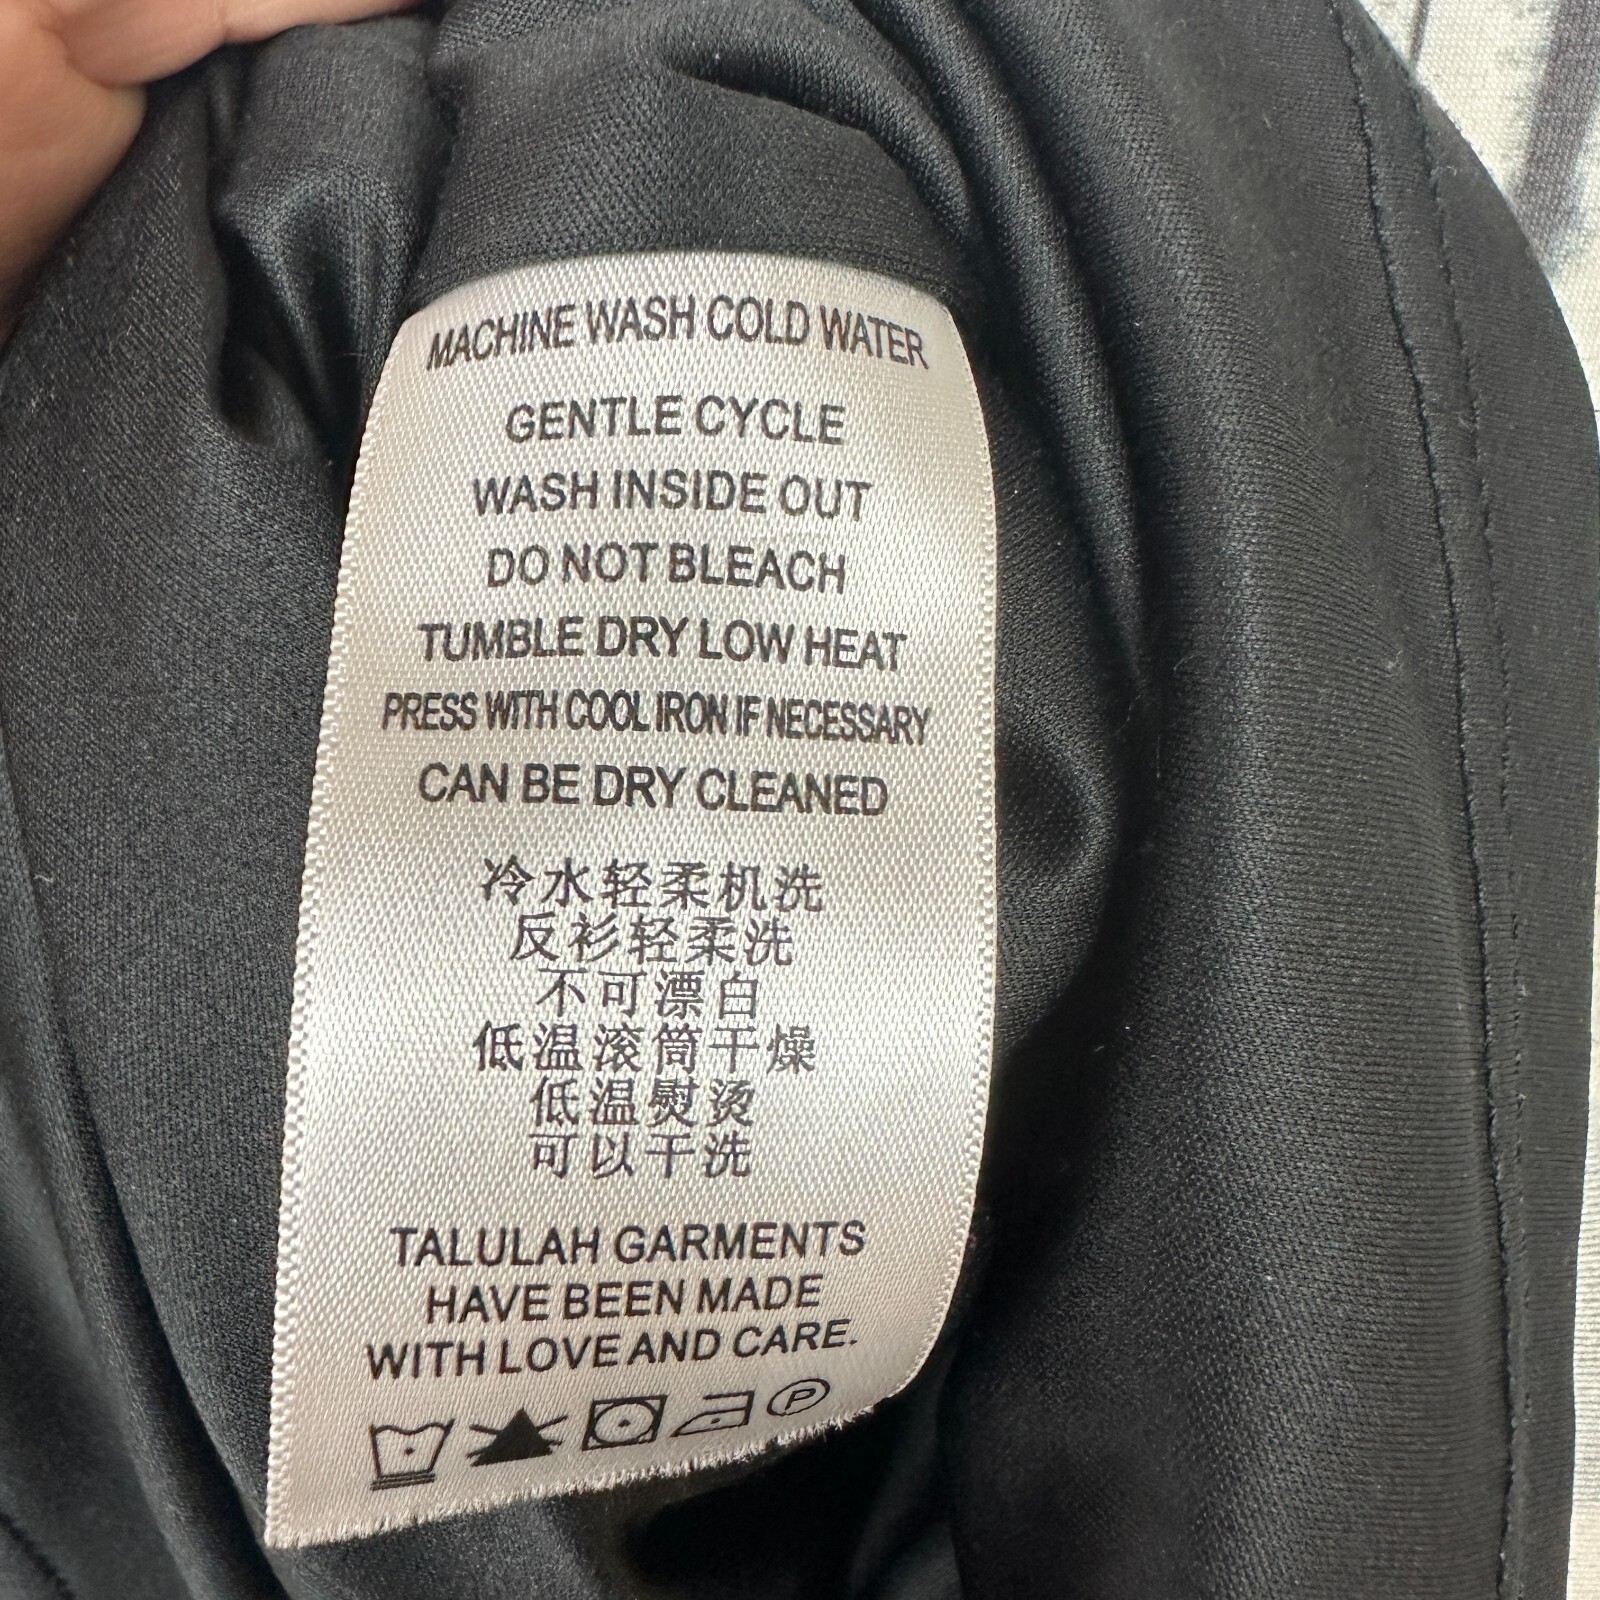 MACHINE WASH COLD WATER
GENTLE CYCLE
WASH INSIDE OUT
DO NOT BLEACH
TUMBLE DRY LOW HEAT
PRESS WITH COOL IRON IF NECESSARY
CAN BE DRY CLEANED
冷水轻柔机洗
反衫轻柔洗
不可漂白
低温滚筒干燥
低温熨烫
可以干洗
TALULAH GARMENTS
HAVE BEEN MADE
WITH LOVE AND CARE.
P